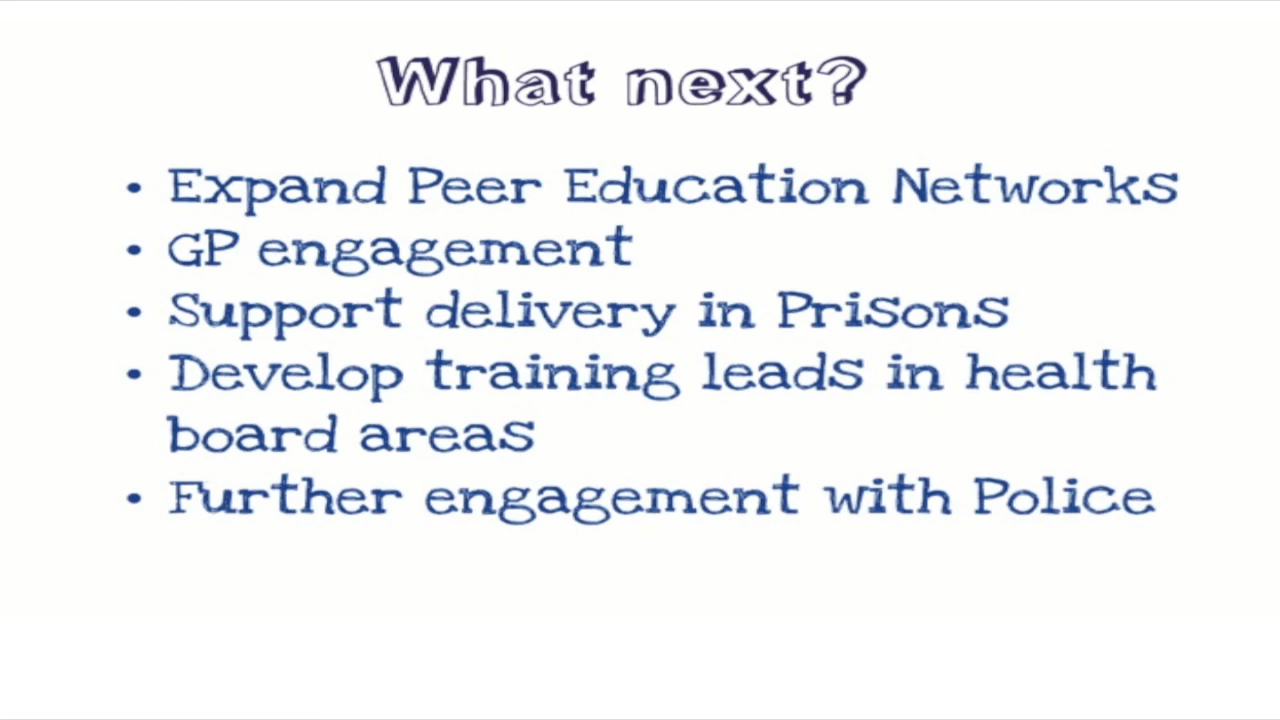 What next?
• Expand Peer Education Networks
• GP engagement
• Support delivery in Prisons
• Develop training leads in health
board areas
• Further engagement with Police